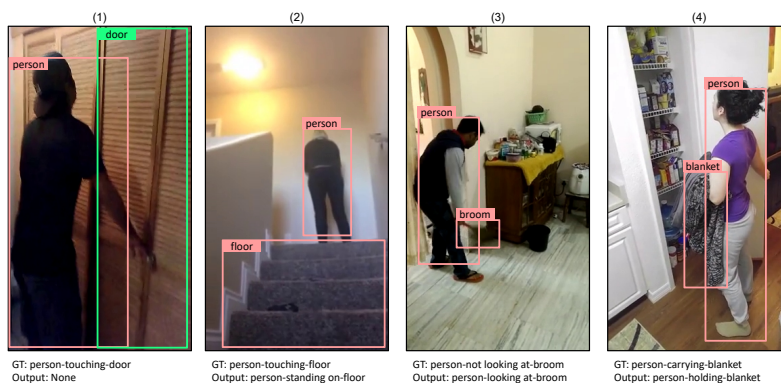 (1)
(2)
(3)
(4)
door
person
person
floor
person
broom
person
blanket
GT: person-touching-door
Output: None
GT: person-touching-floor
Output: person-standing on-floor
GT: person-not looking at-broom
Output: person-looking at-broom
GT: person-carrying-blanket
Output: person-holding-blanket